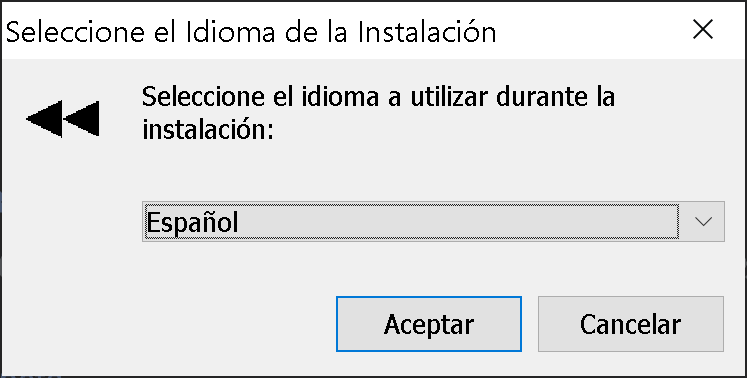 Seleccione el Idioma de la Instalación
Seleccione el idioma a utilizar durante la
instalación:
Español
Aceptar
Cancelar